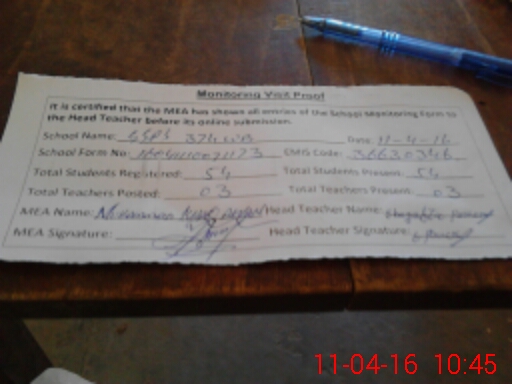 Monitoring Visit Proof
It is certified that the MEA has shown all entries of the School Monitoring Form to
the Head Teacher before its online submission.
School Name: 374 WB Date: 11-4-16
School Form No: EMIS Code: 36630346
Total Students Registered: 54 Total Students Present: 54
Total Teachers Posted: 03 Total Teachers Present: 03
MEA Name: Head Teacher Name:
MEA Signature: Head Teacher Signature:
11-04-16 10:45